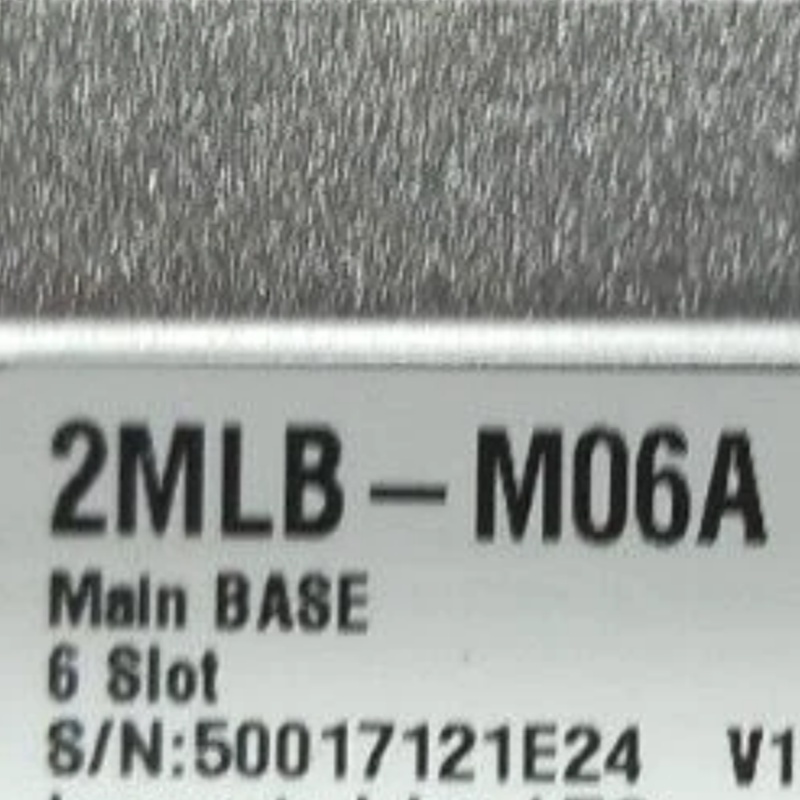 2MLB-M06A
Main BASE
6 Slot
S/N:50017121E24 V1